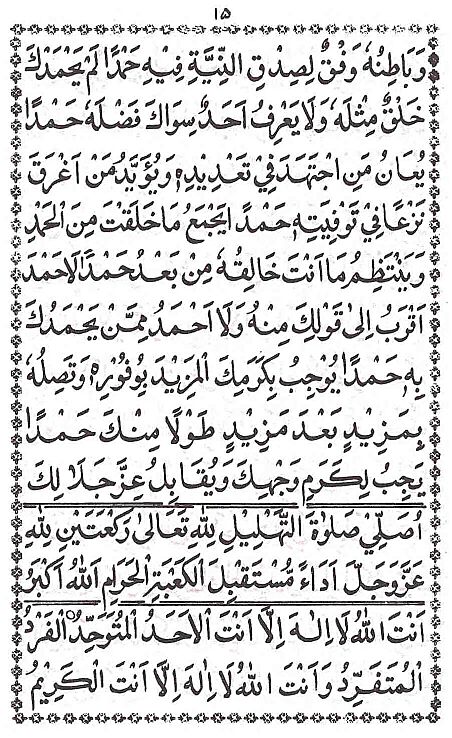 ١٥
وَبَاطِنُهٗ وَفْقٌ لِصِدْقِ النِّيَّةِ فِيْهِ حَمْدًا لَمْ يَحْمَدْكَ
خَلْقٌ مِثْلَهٗ وَلَا يَعْرِفُ اَحَدٌ سِوَاكَ فَضْلَهٗ حَمْدًا
يُعَانُ مَنِ اجْتَهَدَ فِيْ تَعْدِيْدِهٖ وَيُؤَيَّدُ مَنْ اَغْرَقَ
نَزْعًا فِيْ تَوْفِيَتِهٖ حَمْدًا يَجْمَعُ مَا خَلَقْتَ مِنَ الْحَمْدِ
وَيَنْتَظِمُ مَا اَنْتَ خَالِقُهٗ مِنْ بَعْدُ حَمْدًا لَاحَمْدَ
اَقْرَبُ اِلٰى قَوْلِكَ مِنْهُ وَلَا اَحْمَدُ مِمَّنْ يَحْمَدُكَ
بِهٖ حَمْدًا يُوْجِبُ بِكَرَمِكَ الْمَزِيْدَ بِوُفُوْرِهٖ وَتَصِلُهٗ
بِمَزِيْدٍ بَعْدَ مَزِيْدٍ طَوْلًا مِنْكَ حَمْدًا
يَجِبُ لِكَرَمِ وَجْهِكَ وَيُقَابِلُ عِزَّ جَلَالِكَ
اُصَلِّيْ صَلٰوةَ التَّهْلِيْلِ لِلّٰهِ تَعَالٰى رَكْعَتَيْنِ لِلّٰهِ
عَزَّوَجَلَّ اَدَاءً مُّسْتَقْبِلَ الْكَعْبَةِ الْحَرَامِ اَللّٰهُ اَكْبَرُ
اَنْتَ اللّٰهُ لَا اِلٰهَ اِلَّا اَنْتَ الْاَحَدُ الْمُتَوَحِّدُ الْفَرْدُ
الْمُتَفَرِّدُ وَاَنْتَ اللّٰهُ لَا اِلٰهَ اِلَّا اَنْتَ الْكَرِيْمُ